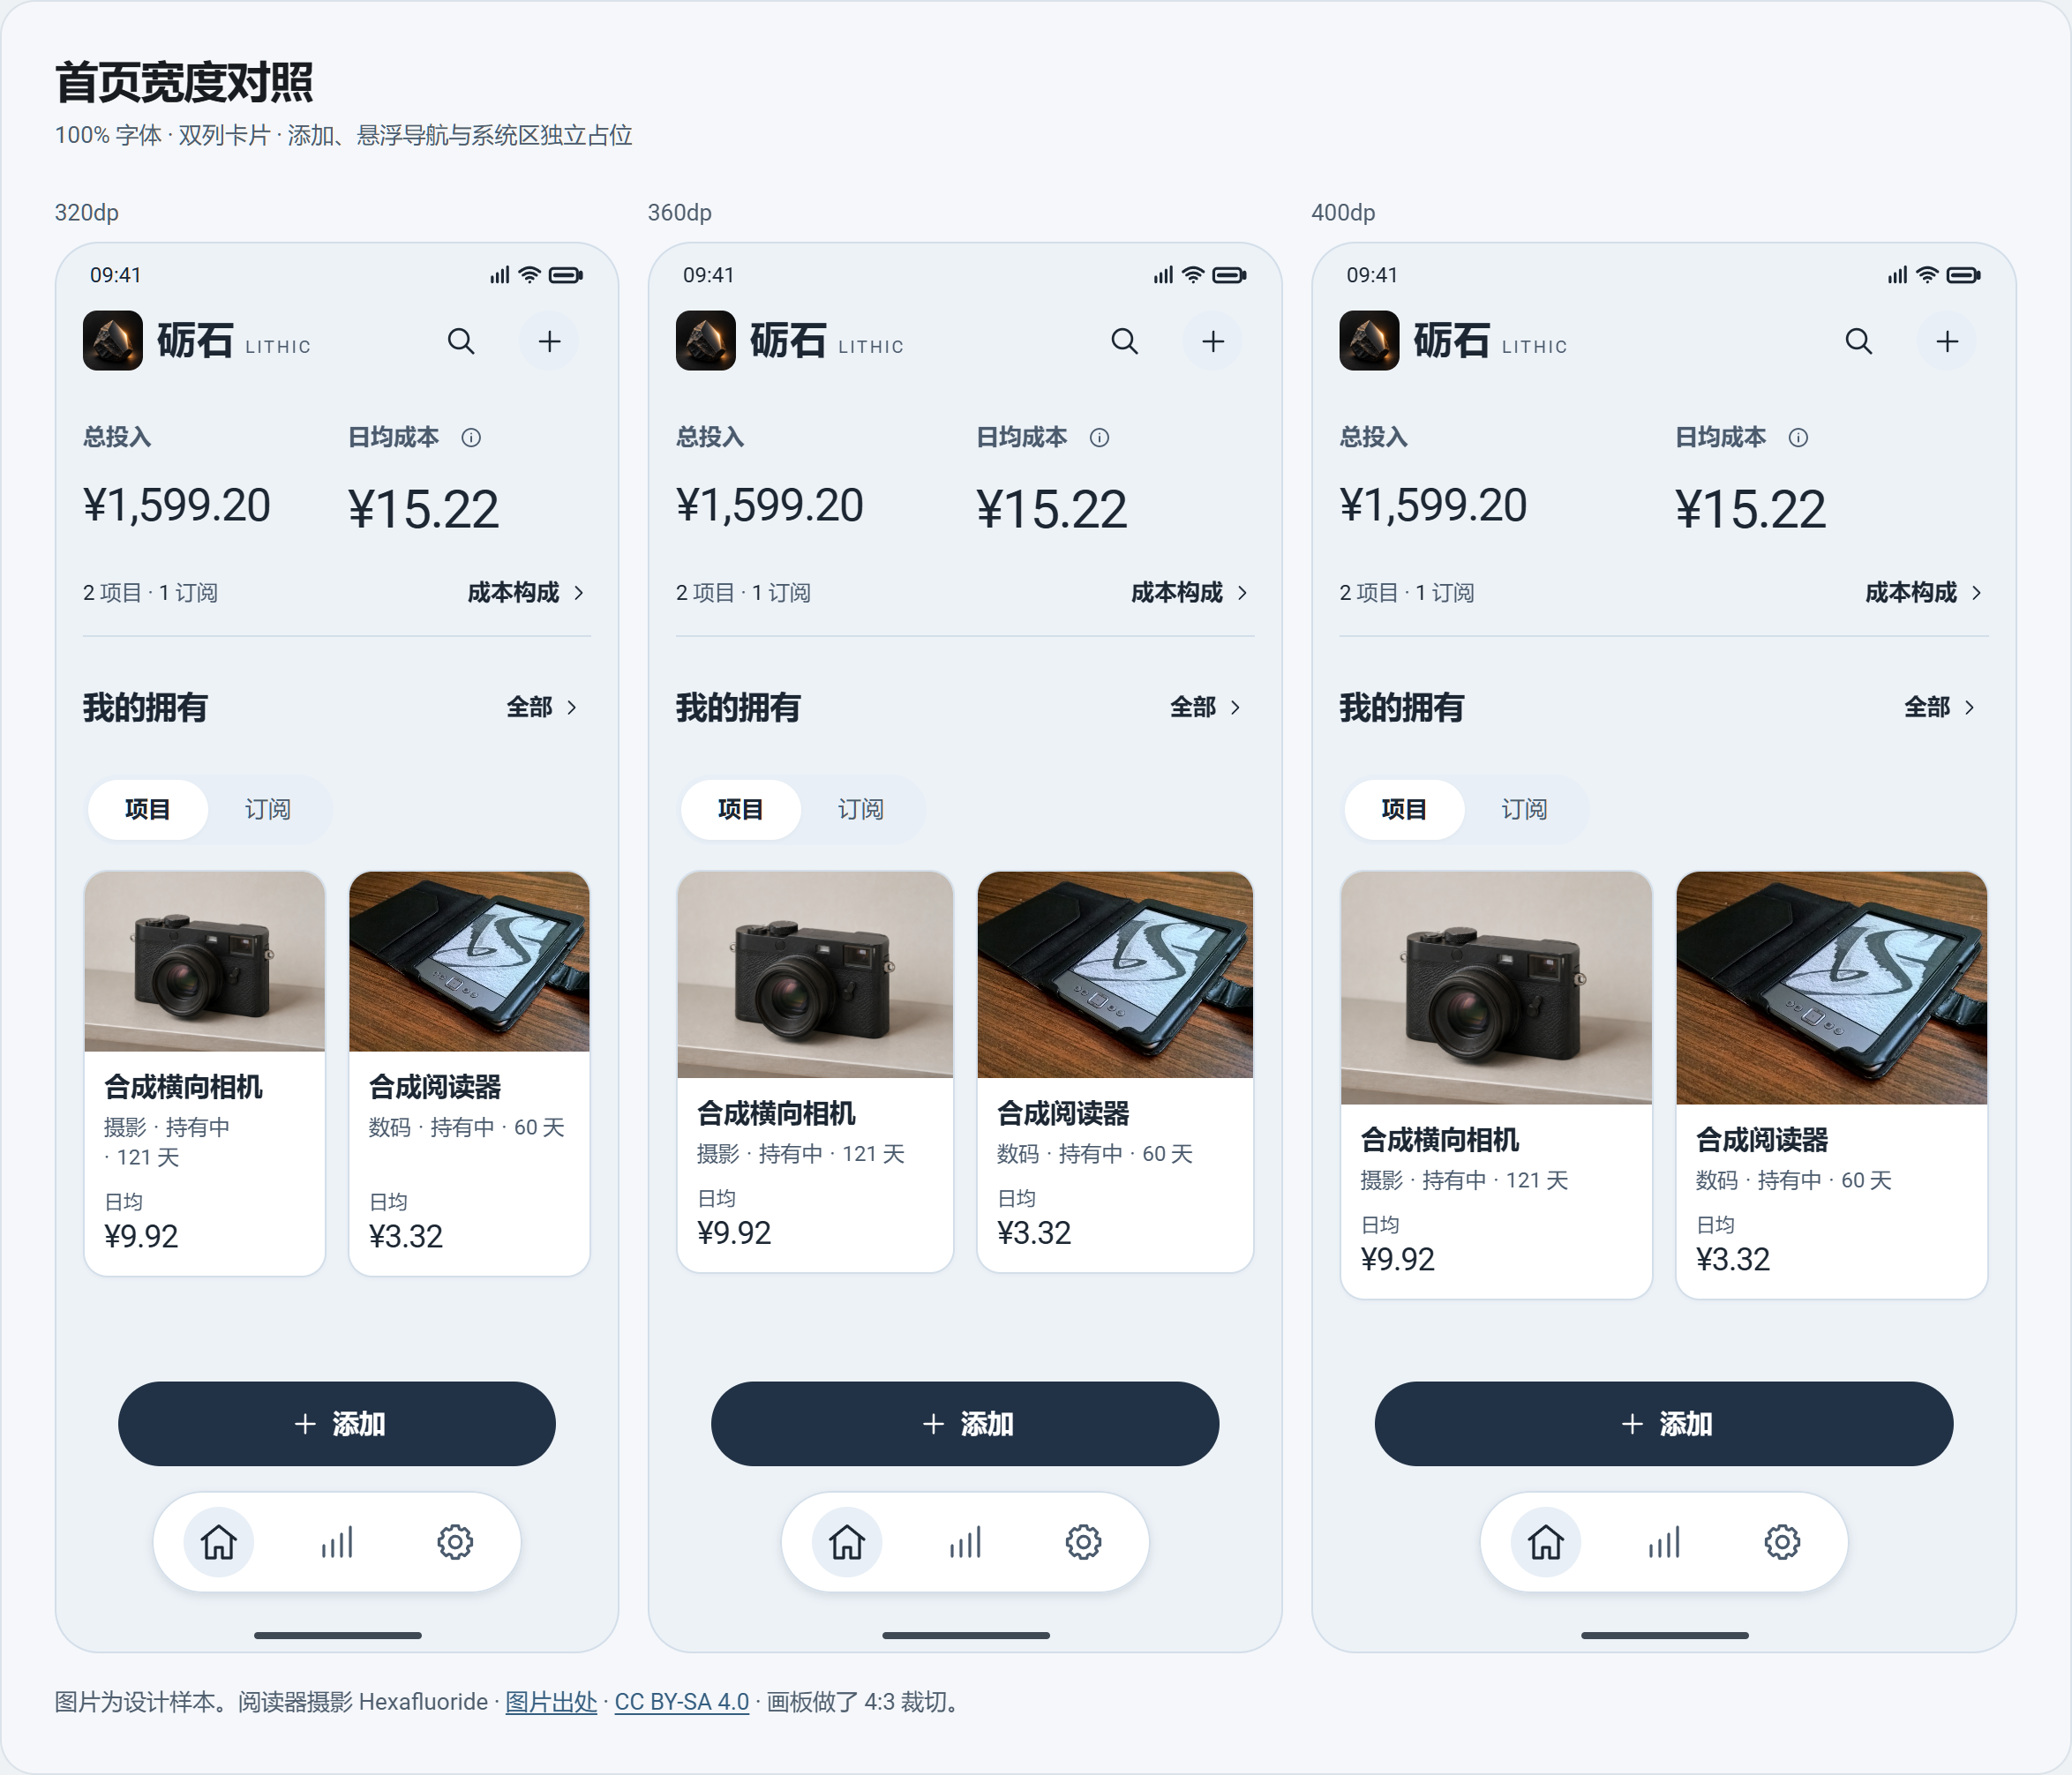 首页宽度对照
100% 字体 · 双列卡片 · 添加、悬浮导航与系统区独立占位
320dp
09:41
砺石 LITHIC
总投入
日均成本
¥1,599.20
¥15.22
2 项目 · 1 订阅
成本构成
我的拥有
全部
项目
订阅
合成横向相机
摄影 · 持有中
· 121 天
日均
¥9.92
合成阅读器
数码 · 持有中 · 60 天
日均
¥3.32
添加
360dp
09:41
砺石 LITHIC
总投入
日均成本
¥1,599.20
¥15.22
2 项目 · 1 订阅
成本构成
我的拥有
全部
项目
订阅
合成横向相机
摄影 · 持有中 · 121 天
日均
¥9.92
合成阅读器
数码 · 持有中 · 60 天
日均
¥3.32
添加
400dp
09:41
砺石 LITHIC
总投入
日均成本
¥1,599.20
¥15.22
2 项目 · 1 订阅
成本构成
我的拥有
全部
项目
订阅
合成横向相机
摄影 · 持有中 · 121 天
日均
¥9.92
合成阅读器
数码 · 持有中 · 60 天
日均
¥3.32
添加
图片为设计样本。阅读器摄影 Hexafluoride · 图片出处 · CC BY-SA 4.0 · 画板做了 4:3 裁切。